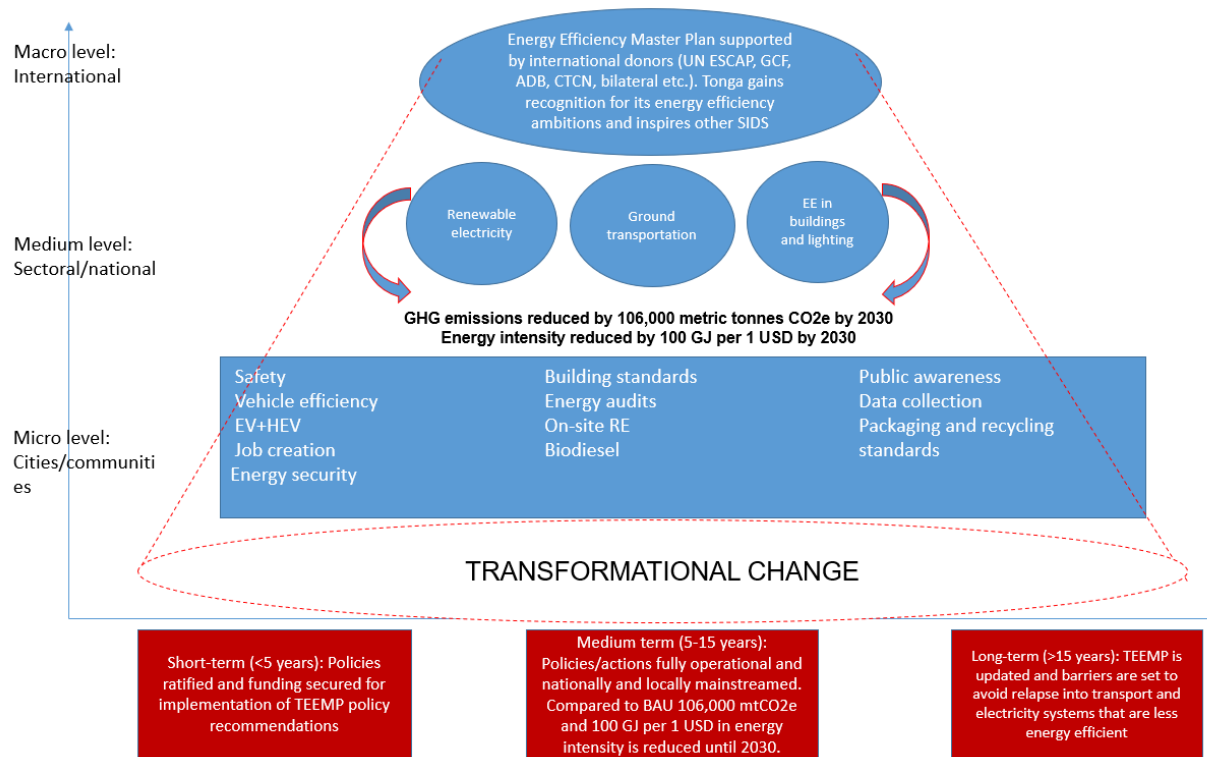 Macro level:
International
Energy Efficiency Master Plan supported
by international donors (UN ESCAP, GCF,
ADB, CTCN, bilateral etc.). Tonga gains
recognition for its energy efficiency
ambitions and inspires other SIDS
Medium level:
Sectoral/national
Renewable
electricity
Ground
transportation
EE in
buildings
and lighting
GHG emissions reduced by 106,000 metric tonnes CO2e by 2030
Energy intensity reduced by 100 GJ per 1 USD by 2030
Micro level:
Cities/communiti
es
Safety
Vehicle efficiency
EV+HEV
Job creation
Energy security
Building standards
Energy audits
On-site RE
Biodiesel
Public awareness
Data collection
Packaging and recycling
standards
TRANSFORMATIONAL CHANGE
Short-term (<5 years): Policies
ratified and funding secured for
implementation of TEEMP policy
recommendations
Medium term (5-15 years):
Policies/actions fully operational and
nationally and locally mainstreamed.
Compared to BAU 106,000 mtCO2e
and 100 GJ per 1 USD in energy
intensity is reduced until 2030.
Long-term (>15 years): TEEMP is
updated and barriers are set to
avoid relapse into transport and
electricity systems that are less
energy efficient